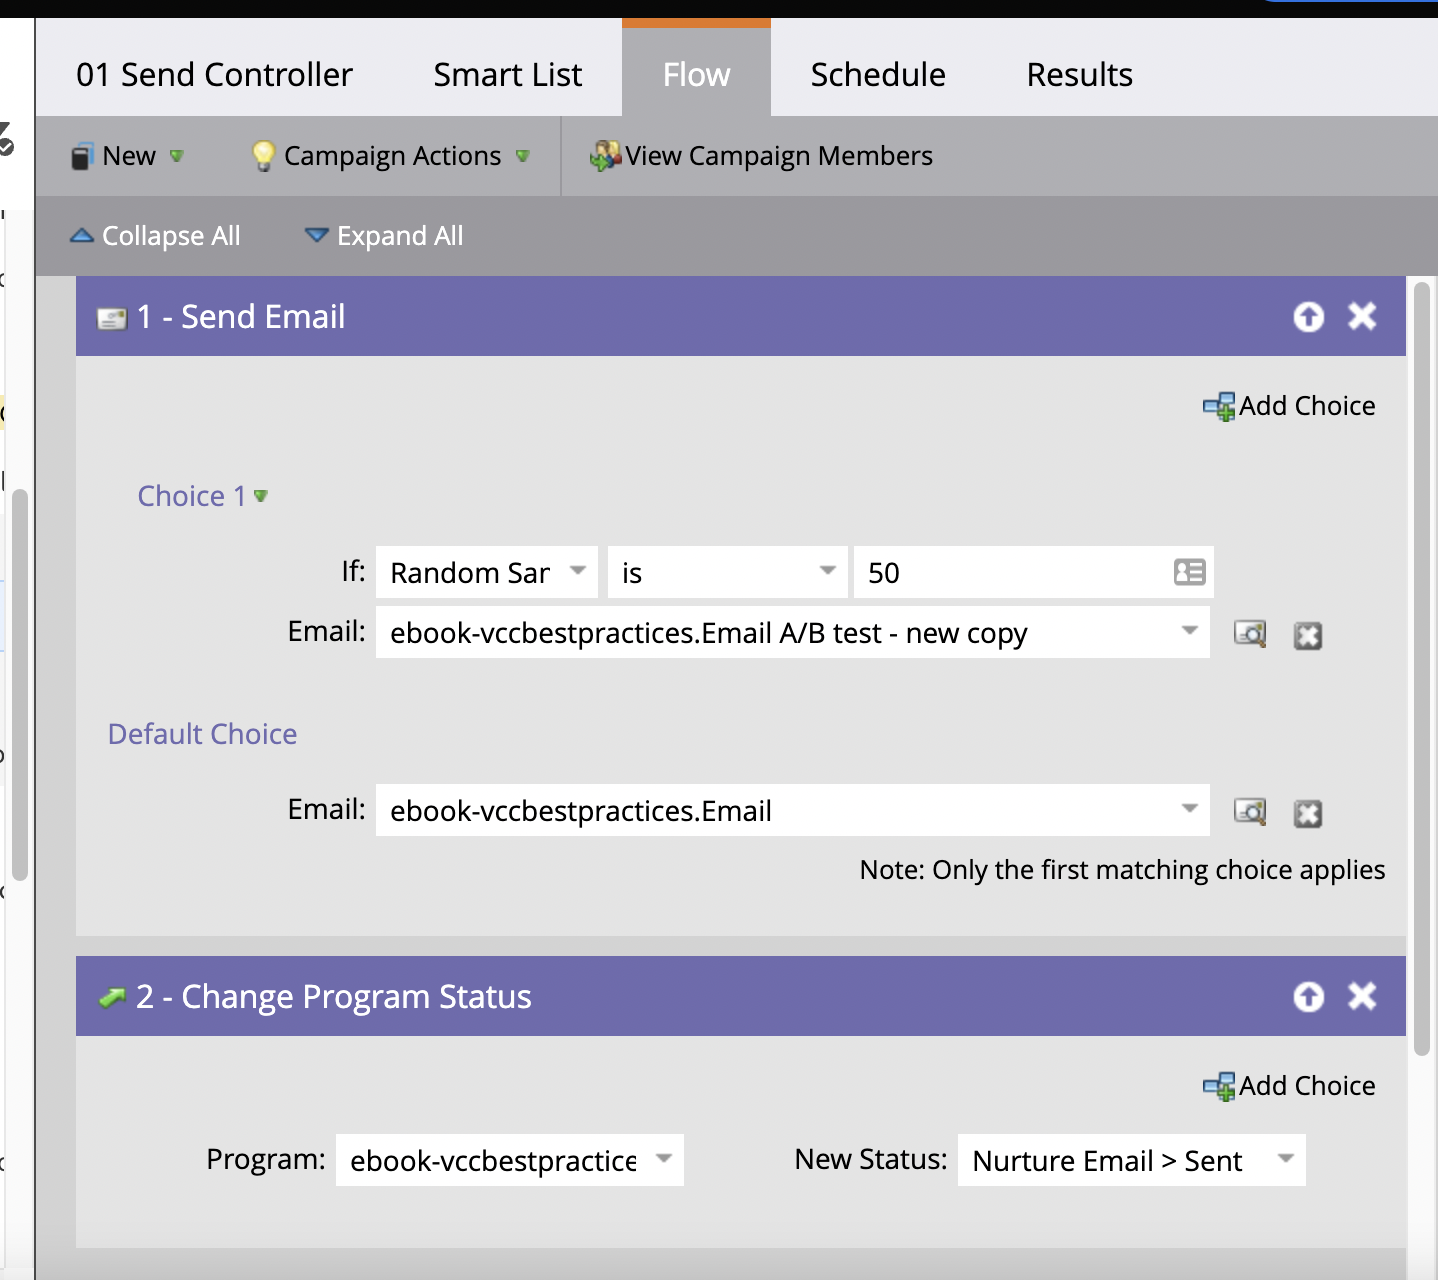 01 Send Controller Smart List Flow Schedule Results
New Campaign Actions View Campaign Members
Collapse All Expand All
1 - Send Email
Add Choice
Choice 1
If: Random Sar is 50
Email: ebook-vccbestpractices.Email A/B test - new copy
Default Choice
Email: ebook-vccbestpractices.Email
Note: Only the first matching choice applies
2 - Change Program Status
Add Choice
Program: ebook-vccbestpractice New Status: Nurture Email > Sent